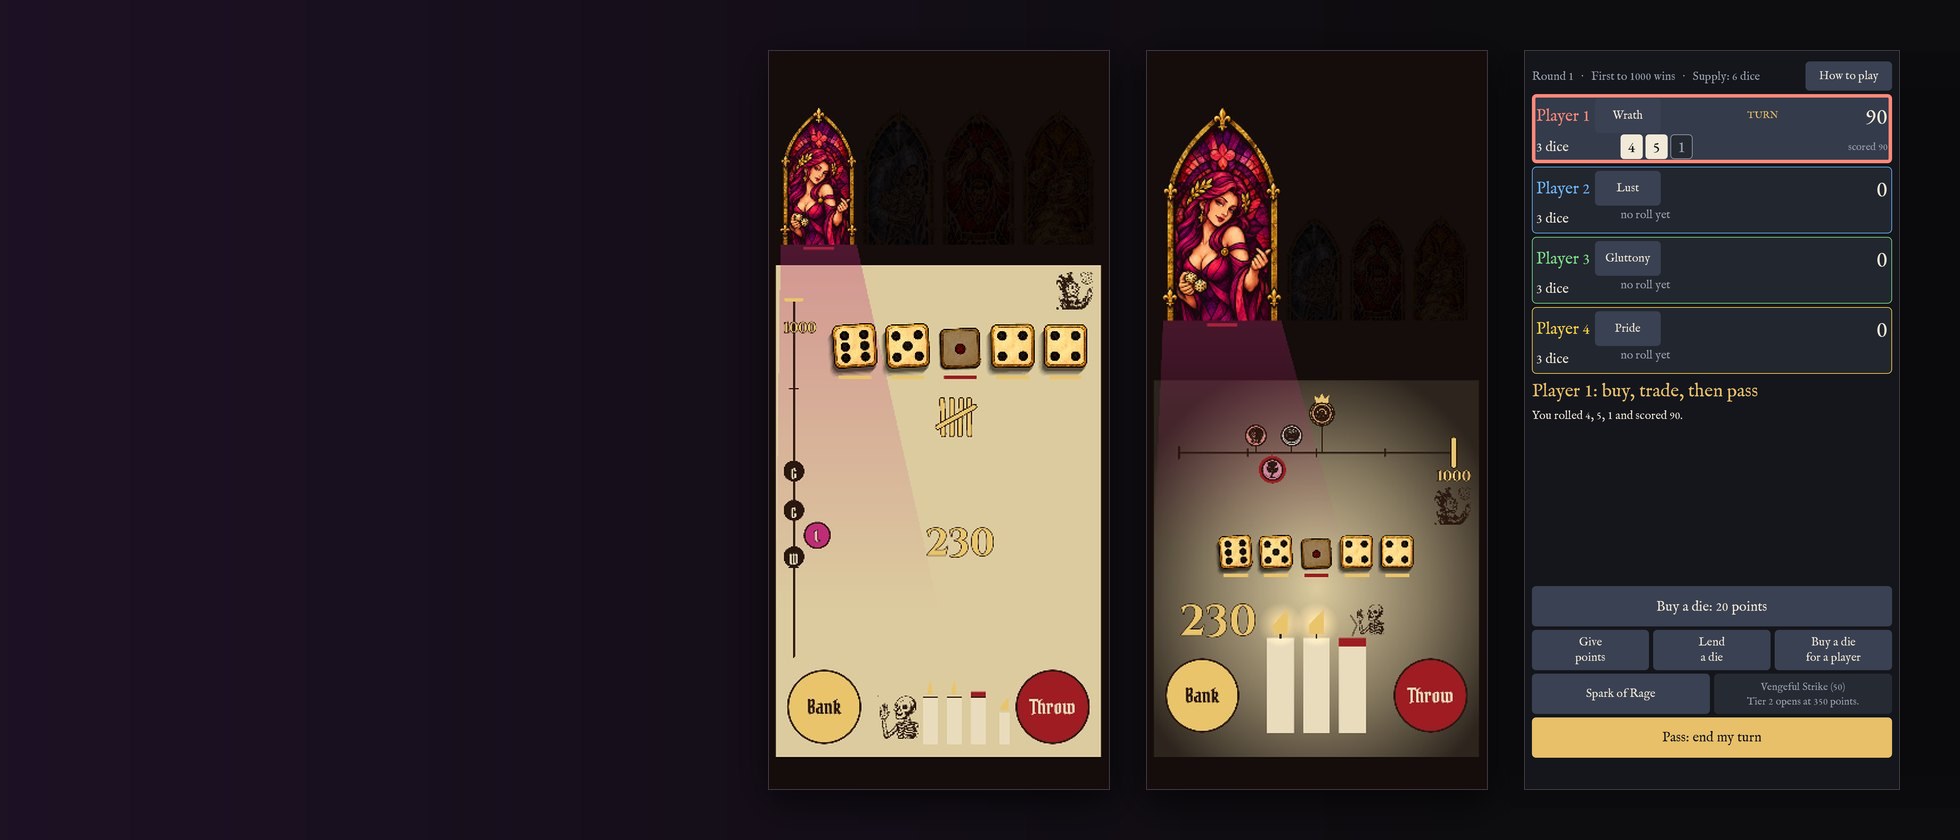 1000
G
G
L
W
230
Bank
Throw
1000
230
Bank
Throw
Round 1 · First to 1000 wins · Supply: 6 dice
How to play
Player 1 Wrath TURN 90
3 dice 4 5 1 scored 90
Player 2 Lust 0
3 dice no roll yet
Player 3 Gluttony 0
3 dice no roll yet
Player 4 Pride 0
3 dice no roll yet
Player 1: buy, trade, then pass
You rolled 4, 5, 1 and scored 90.
Buy a die: 20 points
Give
points
Lend
a die
Buy a die
for a player
Spark of Rage
Vengeful Strike (50)
Tier 2 opens at 350 points.
Pass: end my turn